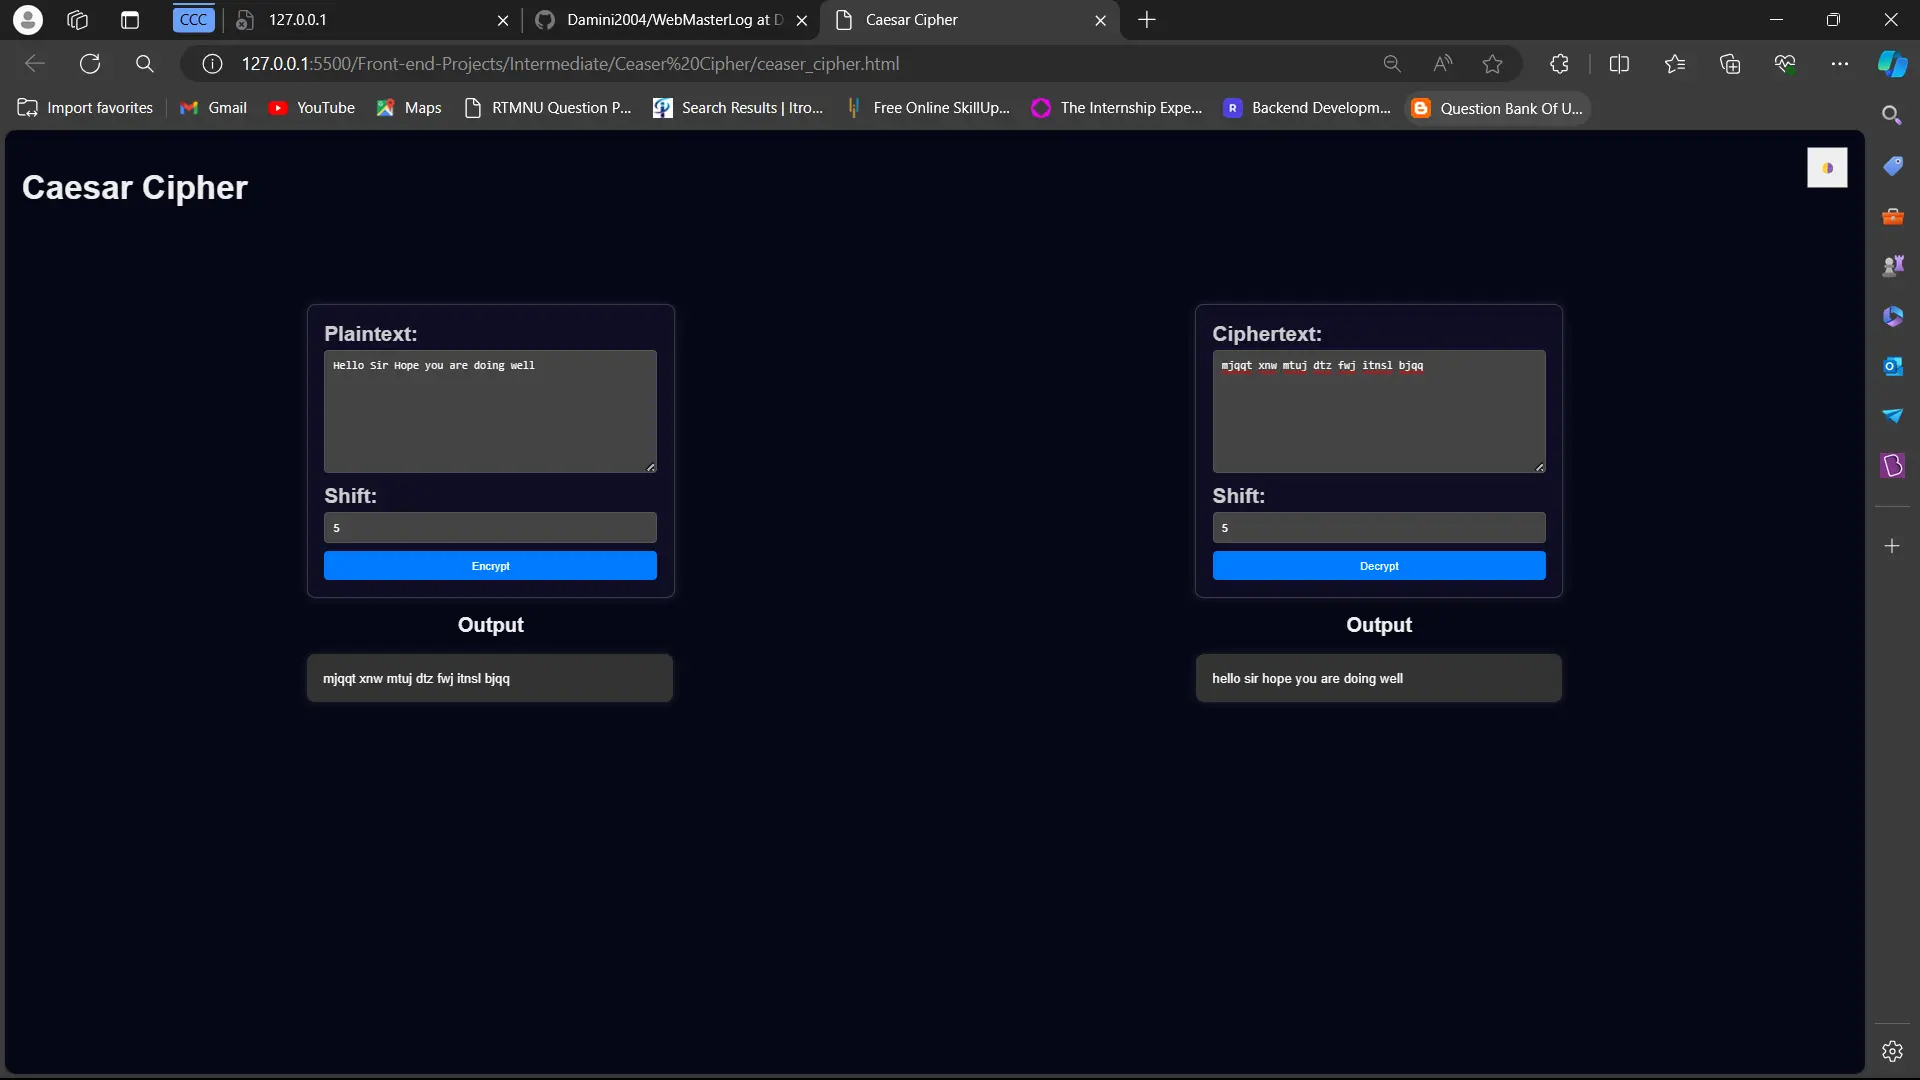 CCC
127.0.0.1
Damini2004/WebMasterLog at D
Caesar Cipher
127.0.0.1:5500/Front-end-Projects/Intermediate/Ceaser%20Cipher/ceaser_cipher.html
Import favorites
Gmail
YouTube
Maps
RTMNU Question P...
Search Results | Itro...
Free Online SkillUp...
The Internship Expe...
Backend Developm...
Question Bank Of U...
Caesar Cipher
Plaintext:
Hello Sir Hope you are doing well
Shift:
5
Encrypt
Output
mjqqt xnw mtuj dtz fwj itnsl bjqq
Ciphertext:
mjqqt xnw mtuj dtz fwj itnsl bjqq
Shift:
5
Decrypt
Output
hello sir hope you are doing well